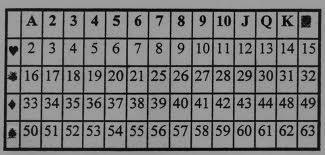 A 2 3 4 5 6 7 8 9 10 J Q K
♥ 2 3 4 5 6 7 8 9 10 11 12 13 14 15
♣ 16 17 18 19 20 21 25 26 27 28 29 30 31 32
♦ 33 34 35 36 37 38 39 40 41 42 43 44 48 49
♠ 50 51 52 53 54 55 56 57 58 59 60 61 62 63